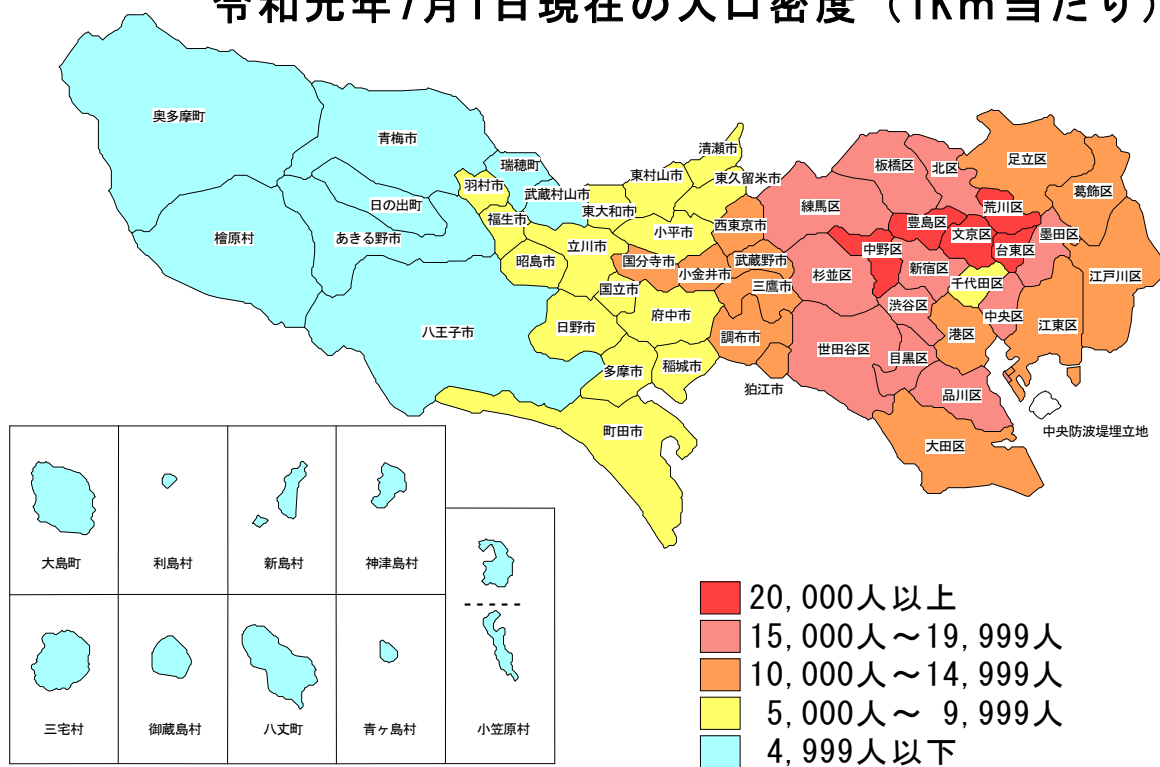 令和元年7月1日現在の人口密度（1Km当たり）
奥多摩町
青梅市
瑞穂町
羽村市
武蔵村山市
日の出町
檜原村
あきる野市
福生市
昭島市
立川市
東大和市
東村山市
清瀬市
東久留米市
小平市
西東京市
国分寺市
小金井市
武蔵野市
三鷹市
国立市
府中市
調布市
日野市
八王子市
多摩市
稲城市
狛江市
町田市
練馬区
板橋区
北区
足立区
葛飾区
荒川区
豊島区
文京区
台東区
墨田区
中野区
杉並区
新宿区
千代田区
江戸川区
渋谷区
中央区
江東区
港区
世田谷区
目黒区
品川区
大田区
中央防波堤埋立地
大島町
利島村
新島村
神津島村
三宅村
御蔵島村
八丈町
青ヶ島村
小笠原村
20,000人以上
15,000人～19,999人
10,000人～14,999人
5,000人～ 9,999人
4,999人以下